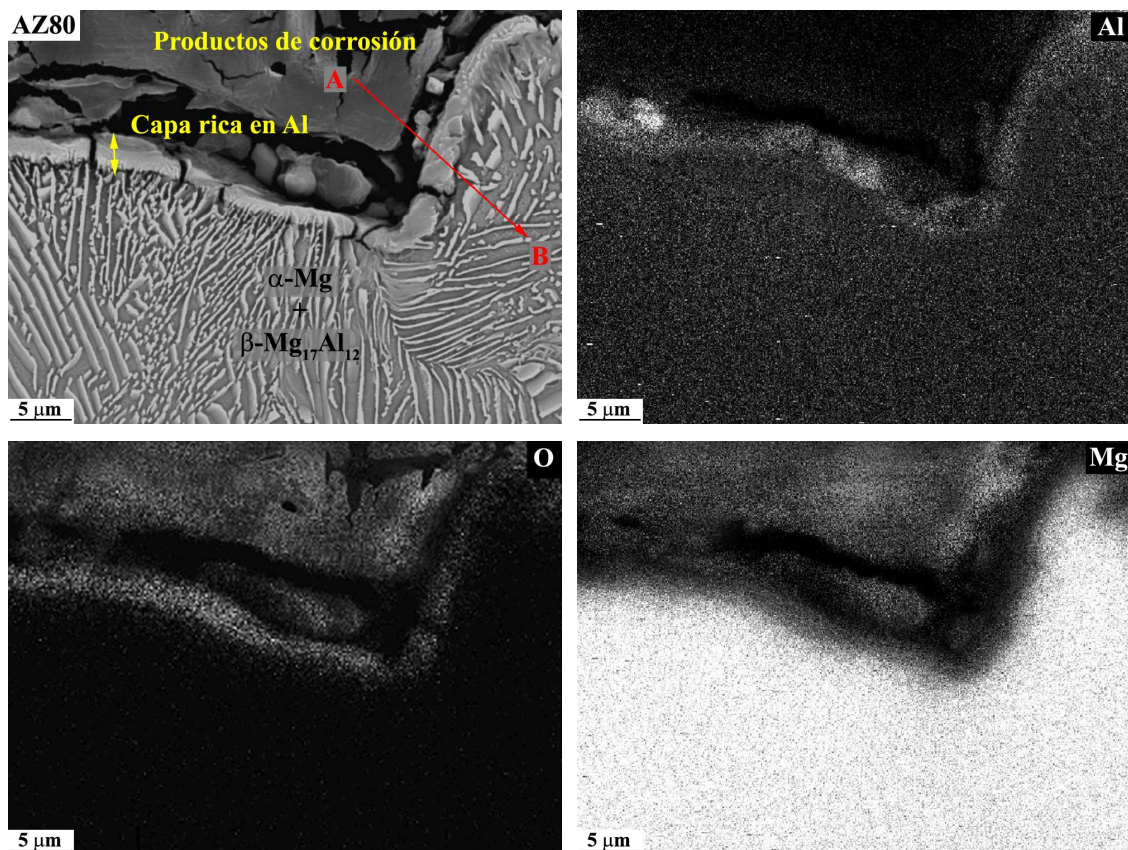 AZ80
Productos de corrosión
A
Capa rica en Al
B
α-Mg
+
β-Mg₁₇Al₁₂
5 μm
Al
5 μm
O
5 μm
Mg
5 μm